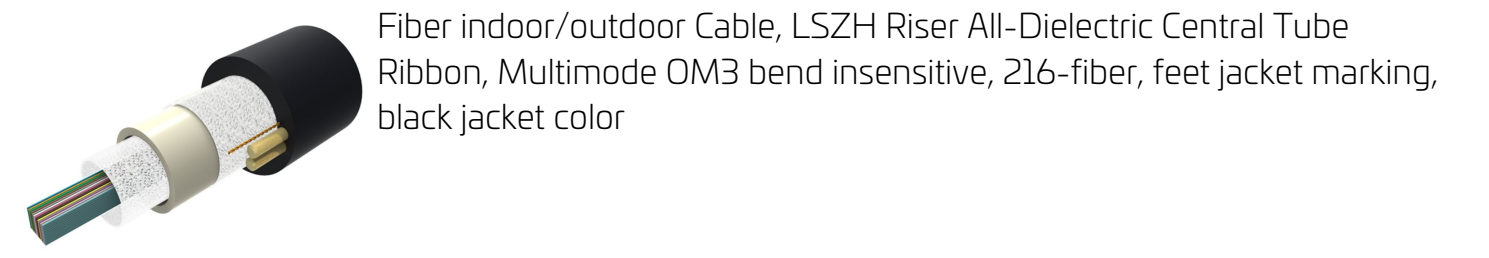 Fiber indoor/outdoor Cable, LSZH Riser All-Dielectric Central Tube
Ribbon, Multimode OM3 bend insensitive, 216-fiber, feet jacket marking,
black jacket color